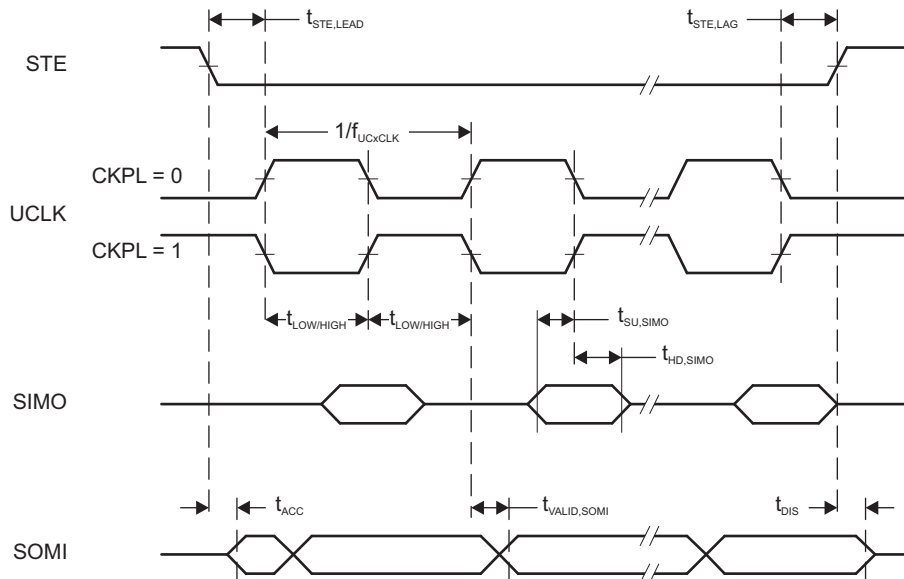 tSTE,LEAD
tSTE,LAG
STE
1/fUCxCLK
CKPL = 0
UCLK
CKPL = 1
tLOW/HIGH
tLOW/HIGH
tSU,SIMO
tHD,SIMO
SIMO
tACC
tVALID,SOMI
tDIS
SOMI